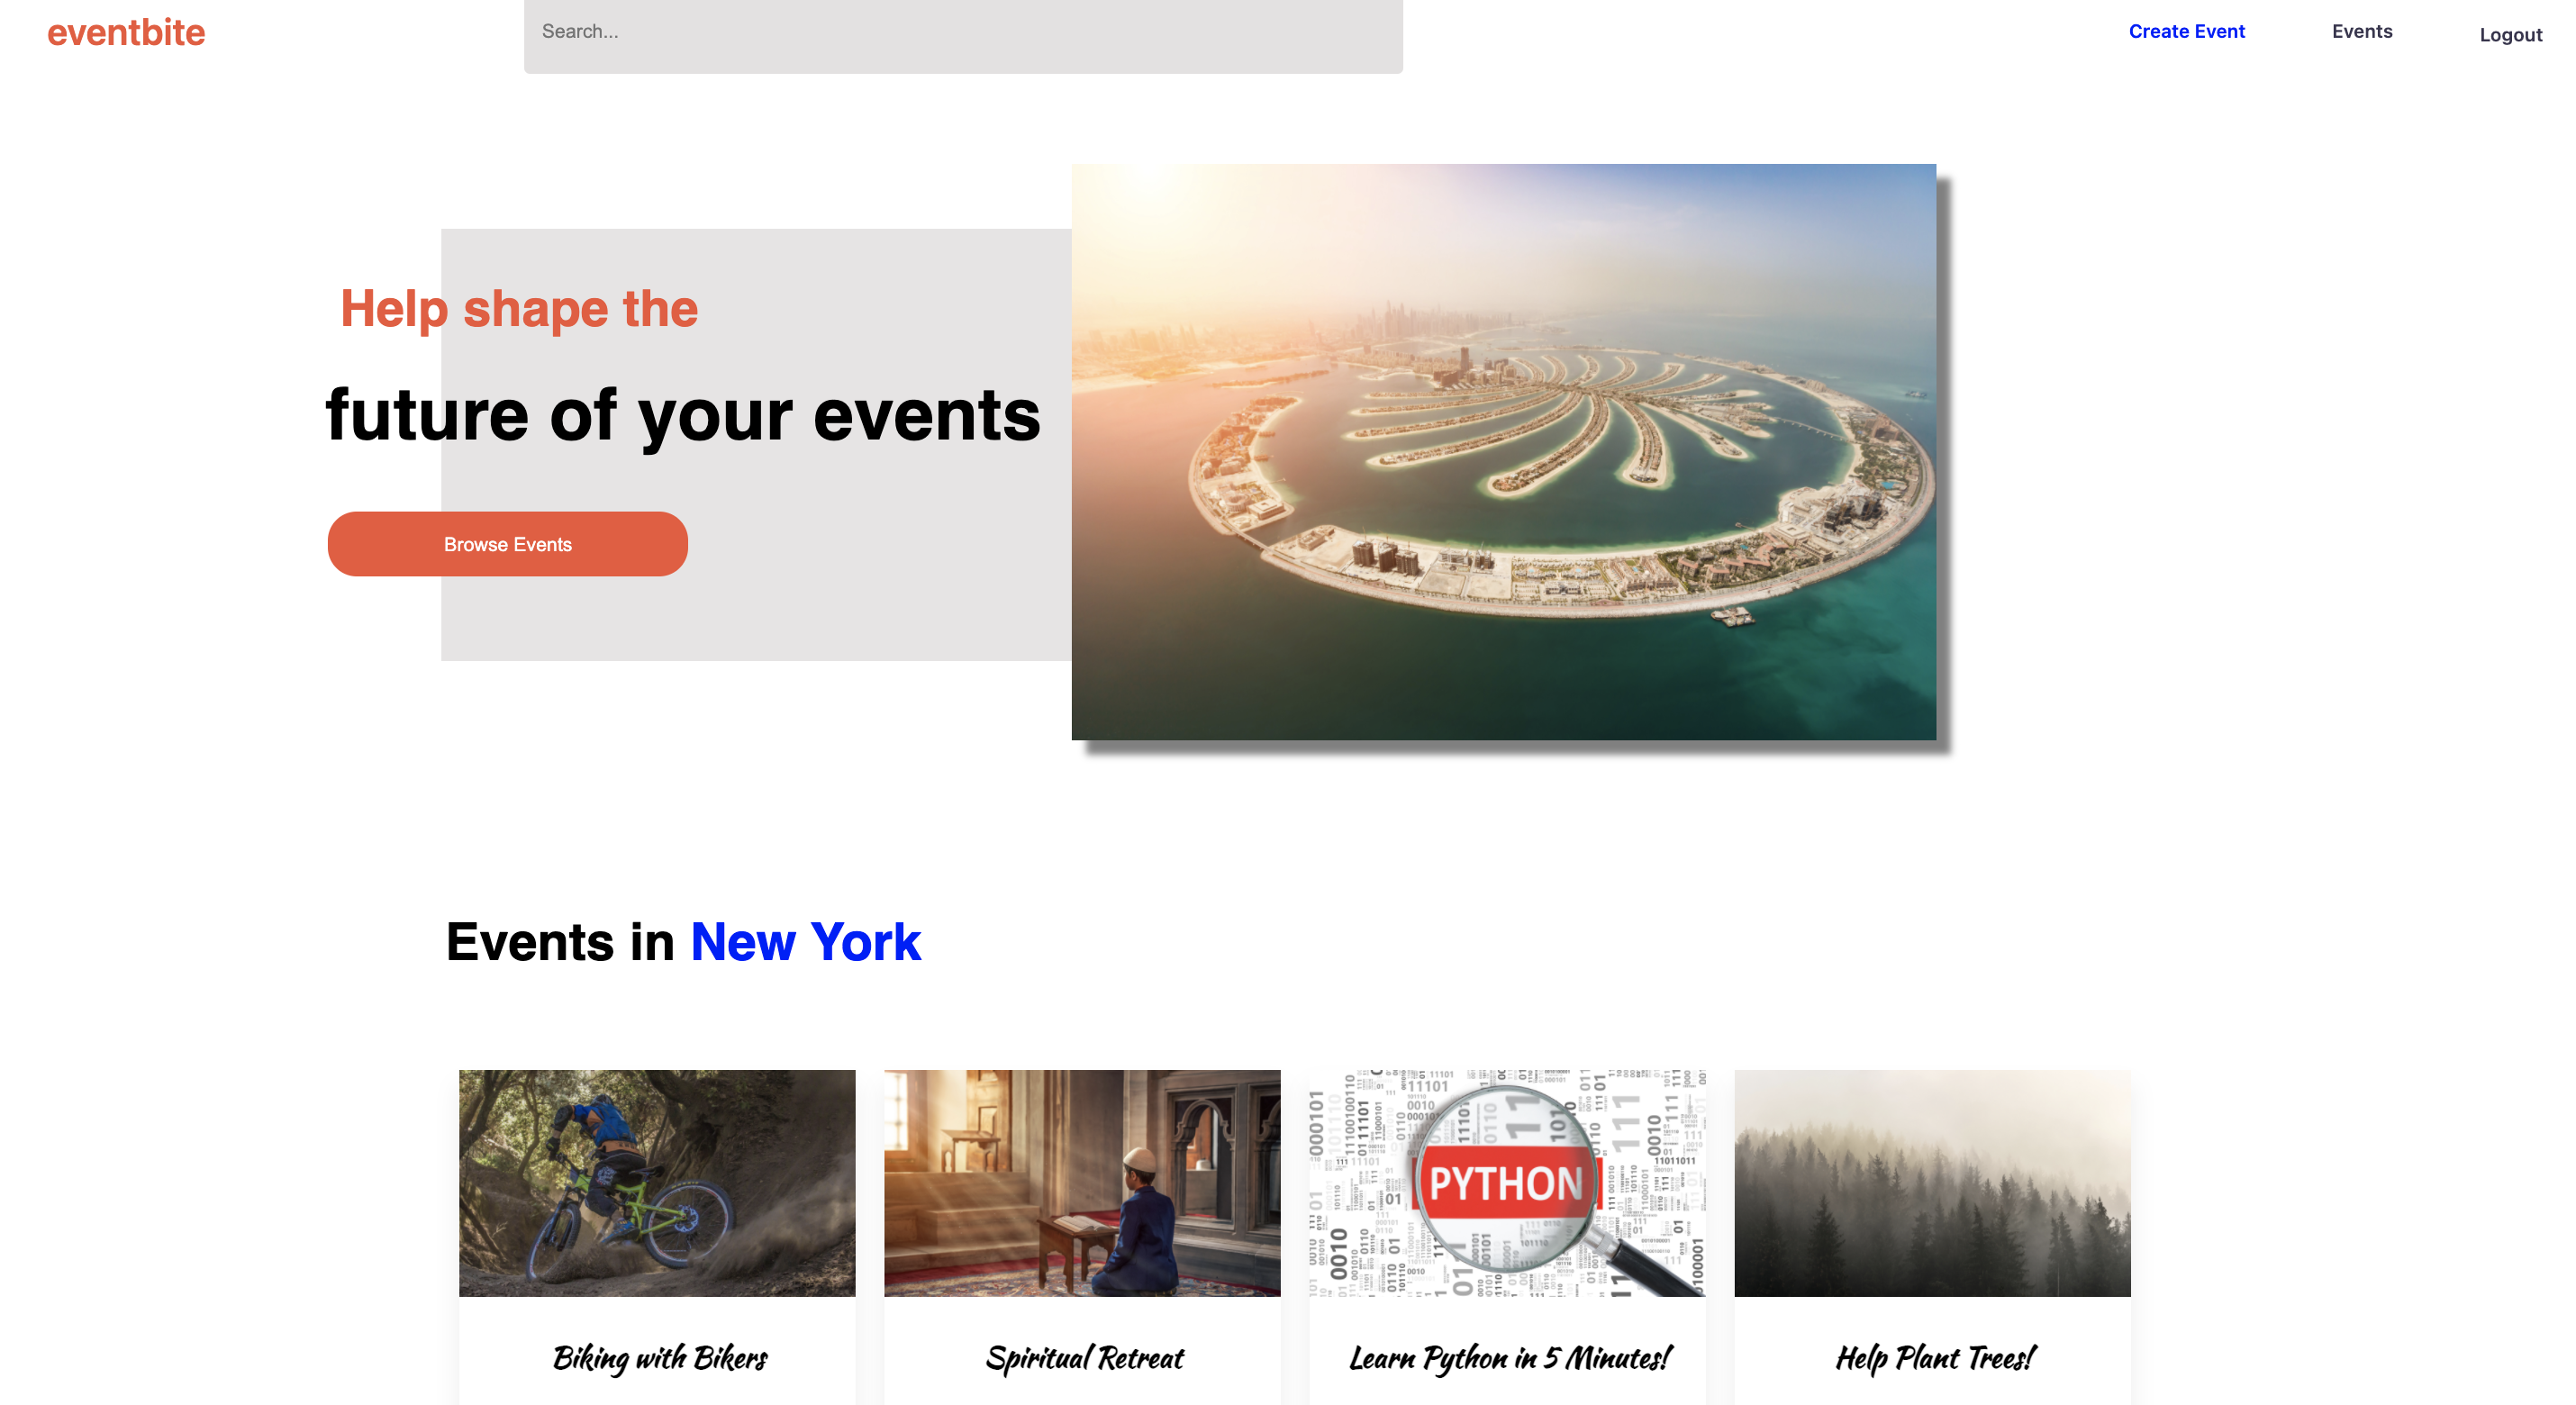 eventbite
Search...
Create Event
Events
Logout
Help shape the
future of your events
Browse Events
Events in New York
PYTHON
Biking with Bikers
Spiritual Retreat
Learn Python in 5 Minutes!
Help Plant Trees!